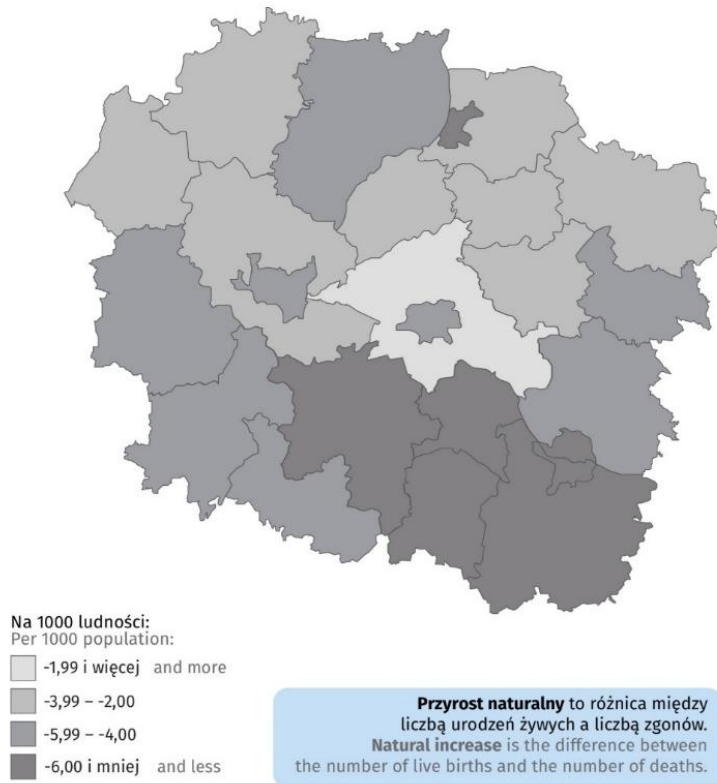 Na 1000 ludności:
Per 1000 population:
-1,99 i więcej and more
-3,99 – -2,00
-5,99 – -4,00
-6,00 i mniej and less
Przyrost naturalny to różnica między
liczbą urodzeń żywych a liczbą zgonów.
Natural increase is the difference between
the number of live births and the number of deaths.